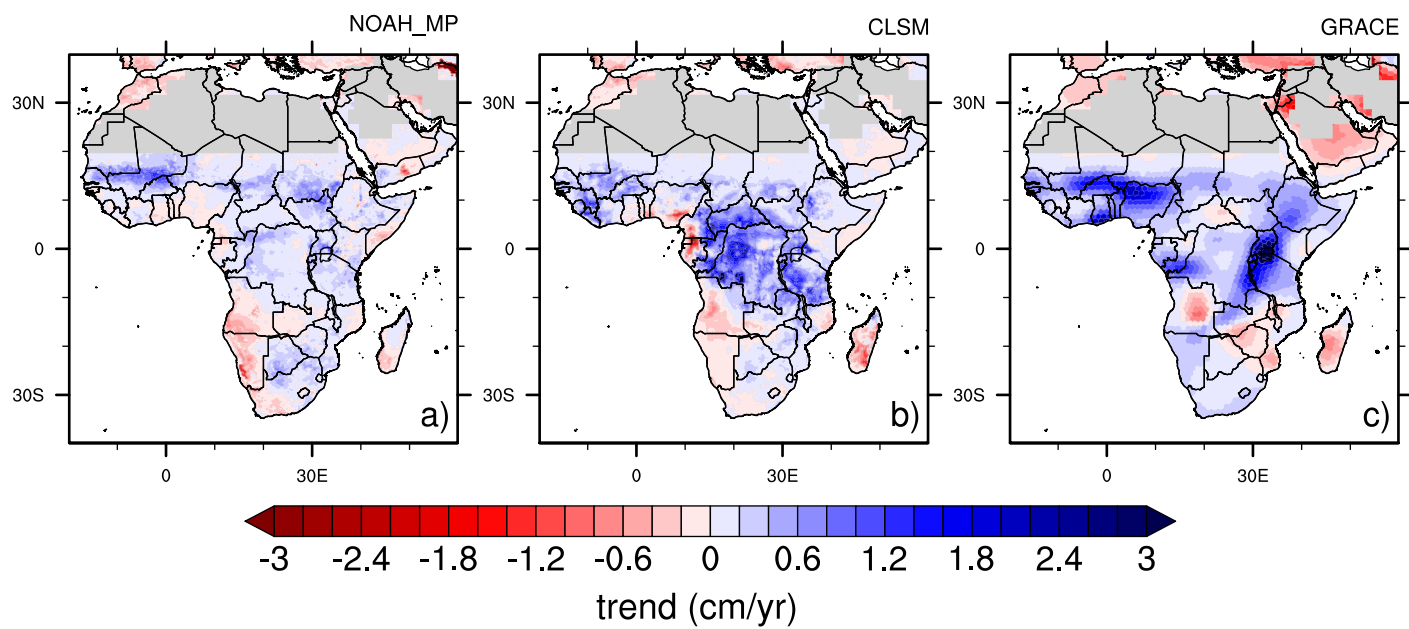 NOAH_MP CLSM GRACE
30N 30N 30N
0 0 0
30S 30S 30S
a) b) c)
0 30E 0 30E 0 30E
-3 -2.4 -1.8 -1.2 -0.6 0 0.6 1.2 1.8 2.4 3
trend (cm/yr)